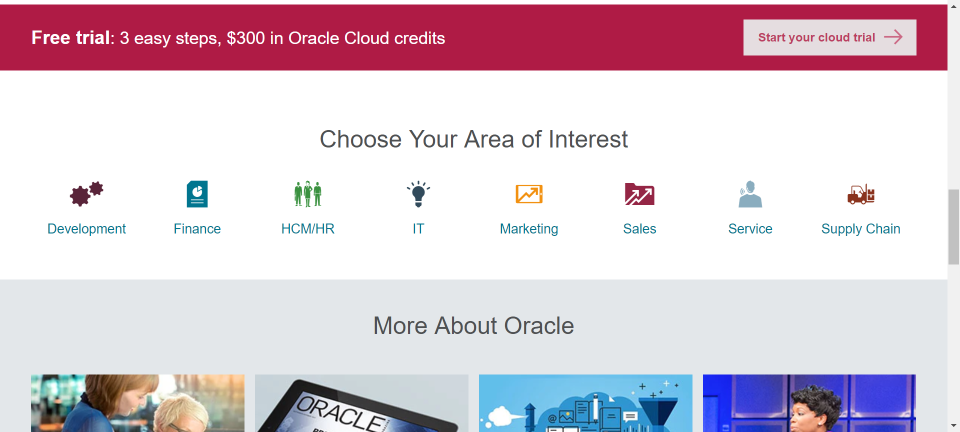 Free trial: 3 easy steps, $300 in Oracle Cloud credits
Start your cloud trial
Choose Your Area of Interest
Development
Finance
HCM/HR
IT
Marketing
Sales
Service
Supply Chain
More About Oracle
ORACLE